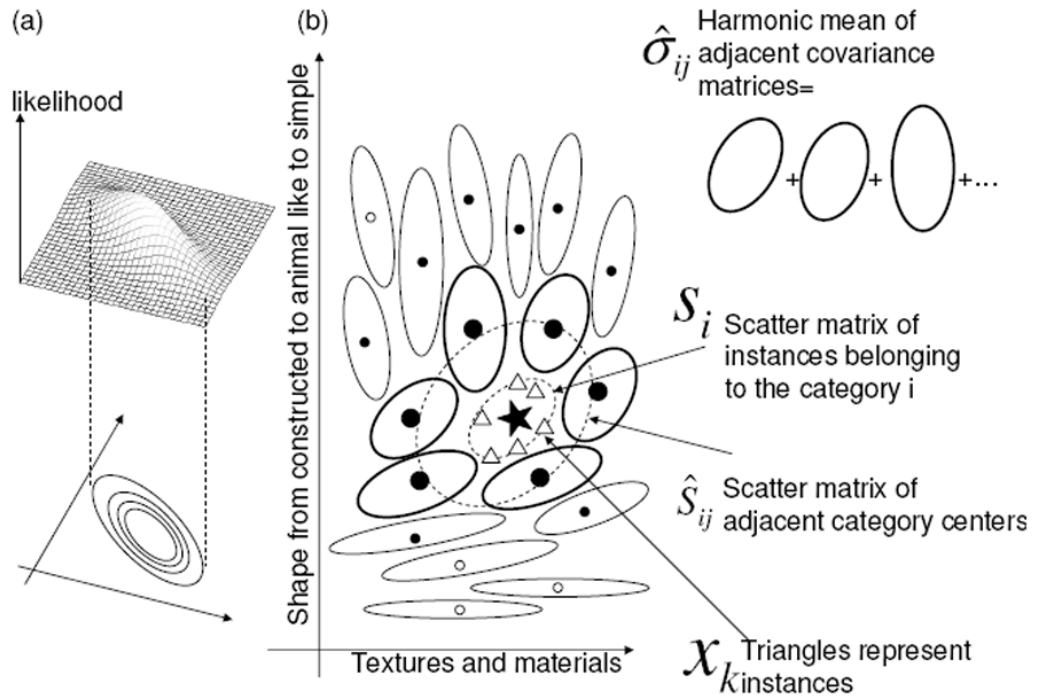 (a)
likelihood
(b)
Shape from constructed to animal like to simple
Textures and materials
σ̂ij Harmonic mean of
adjacent covariance
matrices=
+ + +...
Si Scatter matrix of
instances belonging
to the category i
Ŝij Scatter matrix of
adjacent category centers
xk Triangles represent
instances